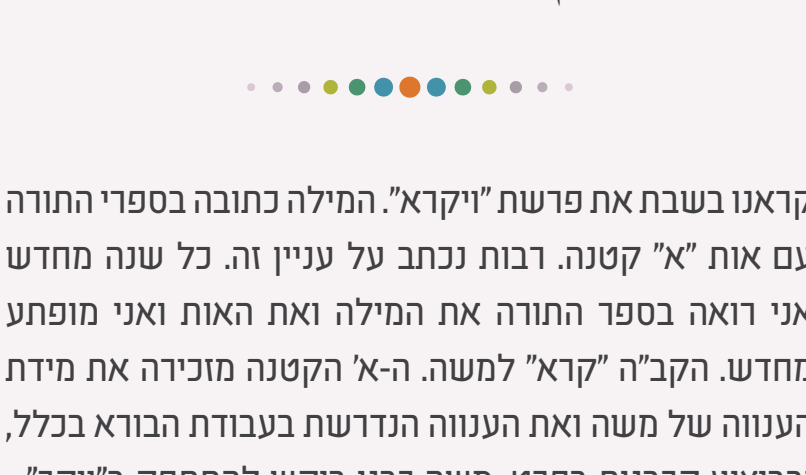 קראנו בשבת את פרשת "ויקרא". המילה כתובה בספרי התורה
עם אות "א" קטנה. רבות נכתב על עניין זה. כל שנה מחדש
אני רואה בספר התורה את המילה ואת האות ואני מופתע
מחדש. הקב"ה "קרא" למשה. ה-א' הקטנה מזכירה את מידת
הענווה של משה ואת הענווה הנדרשת בעבודת הבורא בכלל,